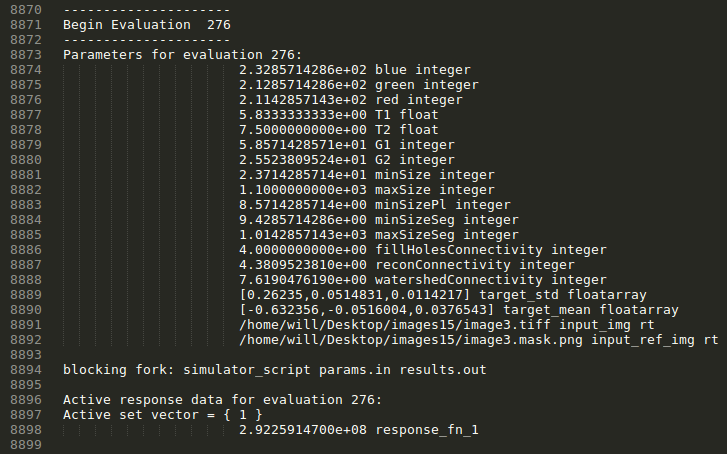 8870 ---------------------
8871 Begin Evaluation  276
8872 ---------------------
8873 Parameters for evaluation 276:
8874 2.3285714286e+02 blue integer
8875 2.1285714286e+02 green integer
8876 2.1142857143e+02 red integer
8877 5.8333333333e+00 T1 float
8878 7.5000000000e+00 T2 float
8879 5.8571428571e+01 G1 integer
8880 2.5523809524e+01 G2 integer
8881 2.3714285714e+01 minSize integer
8882 1.1000000000e+03 maxSize integer
8883 8.5714285714e+00 minSizePl integer
8884 9.4285714286e+00 minSizeSeg integer
8885 1.0142857143e+03 maxSizeSeg integer
8886 4.0000000000e+00 fillHolesConnectivity integer
8887 4.3809523810e+00 reconConnectivity integer
8888 7.6190476190e+00 watershedConnectivity integer
8889 [0.26235,0.0514831,0.0114217] target_std floatarray
8890 [-0.632356,-0.0516004,0.0376543] target_mean floatarray
8891 /home/will/Desktop/images15/image3.tiff input_img rt
8892 /home/will/Desktop/images15/image3.mask.png input_ref_img rt
8893
8894 blocking fork: simulator_script params.in results.out
8895
8896 Active response data for evaluation 276:
8897 Active set vector = { 1 }
8898 2.9225914700e+08 response_fn_1
8899